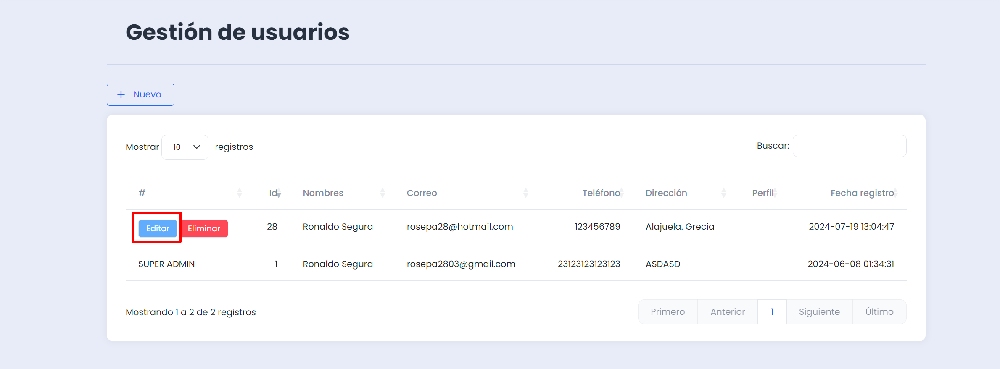 Gestión de usuarios
+ Nuevo
Mostrar 10 registros Buscar:
# Id Nombres Correo Teléfono Dirección Perfil Fecha registro
Editar Eliminar 28 Ronaldo Segura rosepa28@hotmail.com 123456789 Alajuela. Grecia 2024-07-19 13:04:47
SUPER ADMIN 1 Ronaldo Segura rosepa2803@gmail.com 23123123123123 ASDASD 2024-06-08 01:34:31
Mostrando 1 a 2 de 2 registros Primero Anterior 1 Siguiente Último